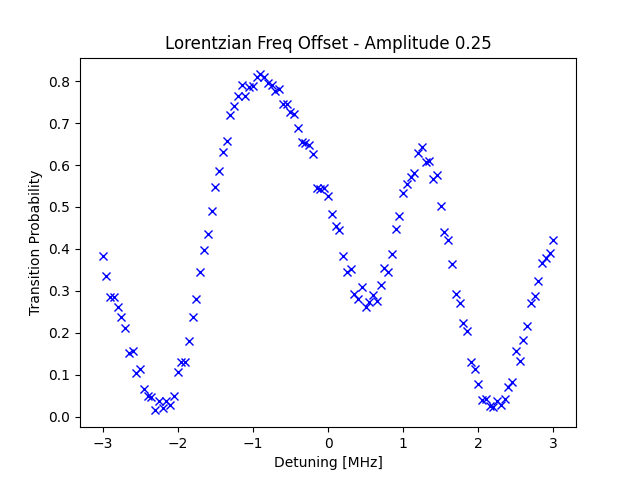 Lorentzian Freq Offset - Amplitude 0.25
Transition Probability
0.8
0.7
0.6
0.5
0.4
0.3
0.2
0.1
0.0
−3 −2 −1 0 1 2 3
Detuning [MHz]